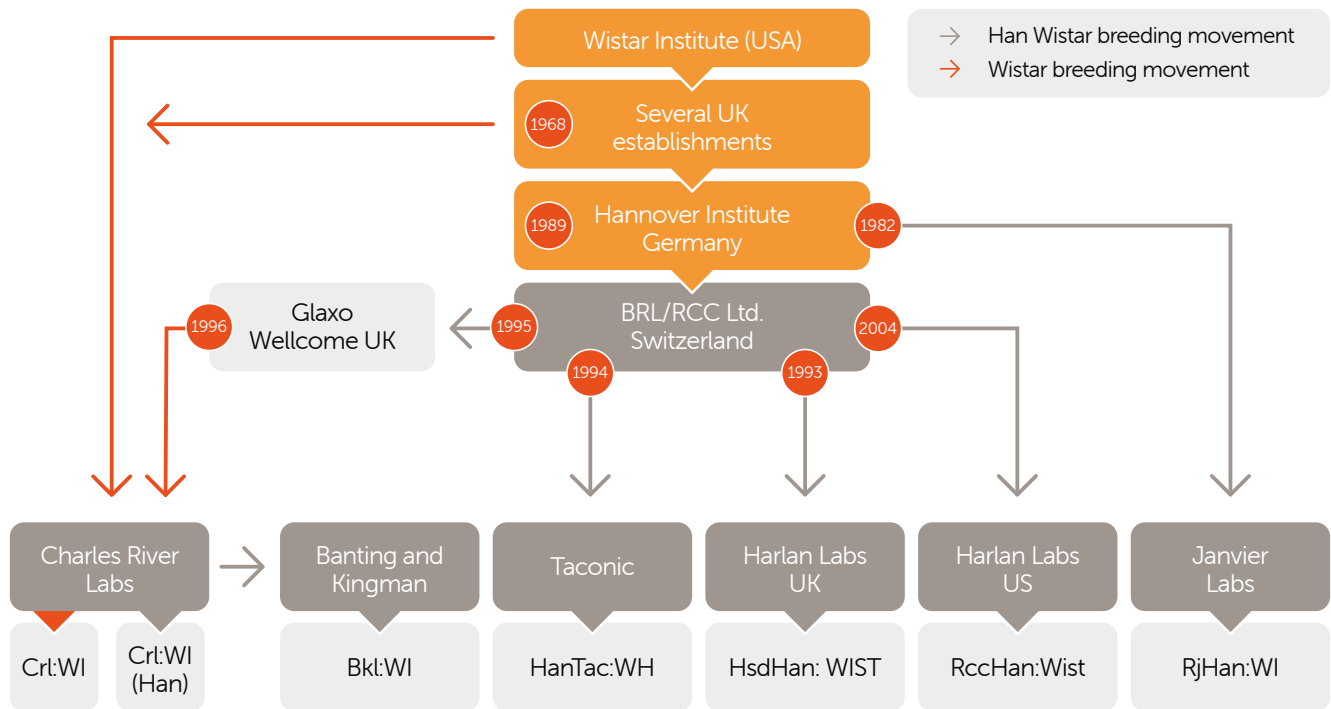 Wistar Institute (USA)
Han Wistar breeding movement
Wistar breeding movement
1968
Several UK
establishments
1989
Hannover Institute
Germany
1982
1996
Glaxo
Wellcome UK
1995
BRL/RCC Ltd.
Switzerland
2004
1994
1993
Charles River
Labs
Banting and
Kingman
Taconic
Harlan Labs
UK
Harlan Labs
US
Janvier
Labs
Crl:WI
Crl:WI
(Han)
Bkl:WI
HanTac:WH
HsdHan: WIST
RccHan:Wist
RjHan:WI